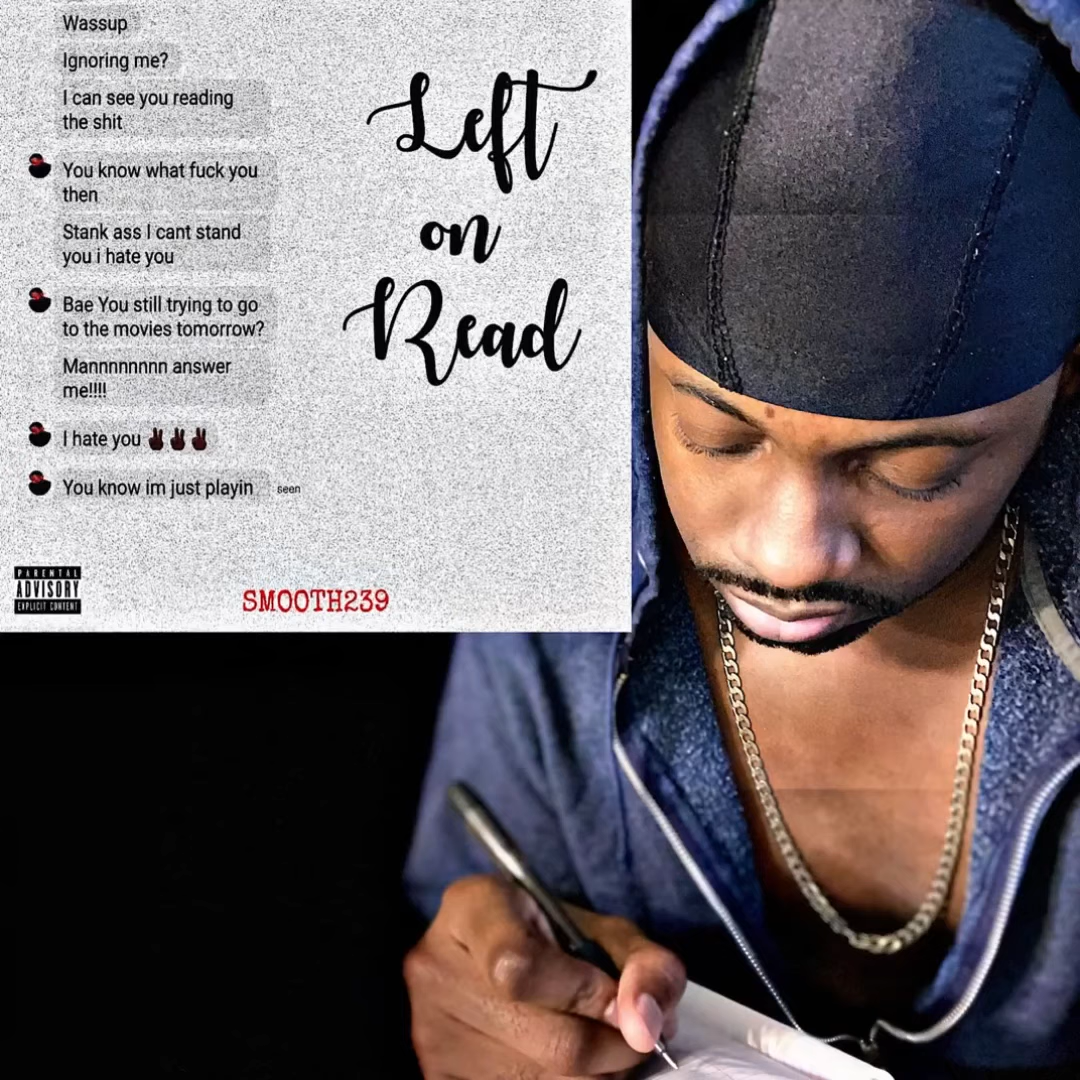 Wassup
Ignoring me?
I can see you reading
the shit
You know what fuck you
then
Stank ass I cant stand
you i hate you
Bae You still trying to go
to the movies tomorrow?
Mannnnnnnn answer
me!!!!
I hate you ✌🏿✌🏿✌🏿
You know im just playin seen
Left
on
Read
PARENTAL
ADVISORY
EXPLICIT CONTENT
SMOOTH239